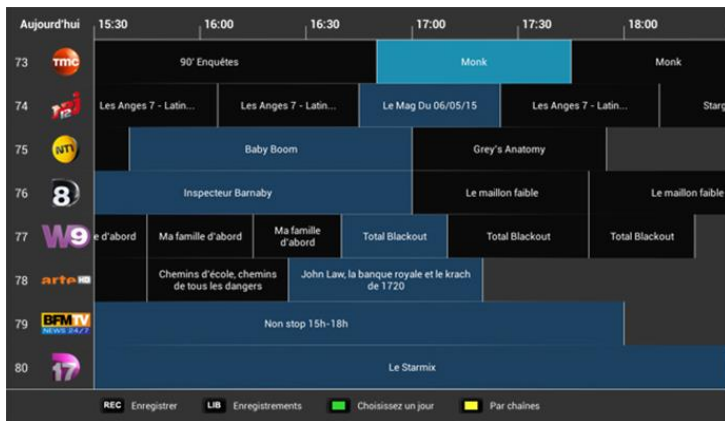 Aujourd'hui 15:30 16:00 16:30 17:00 17:30 18:00
73 TMC 90' Enquêtes Monk Monk
74 NRJ 12 Les Anges 7 - Latin... Les Anges 7 - Latin... Le Mag Du 06/05/15 Les Anges 7 - Latin... Starg
75 NT1 Baby Boom Grey's Anatomy
76 8 Inspecteur Barnaby Le maillon faible Le maillon faible
77 W9 e d'abord Ma famille d'abord Ma famille
d'abord Total Blackout Total Blackout Total Blackout
78 arte HD Chemins d'école, chemins
de tous les dangers John Law, la banque royale et le krach
de 1720
79 BFM TV
NEWS 24/7 Non stop 15h-18h
80 17 Le Starmix
REC Enregistrer LIB Enregistrements Choisissez un jour Par chaînes